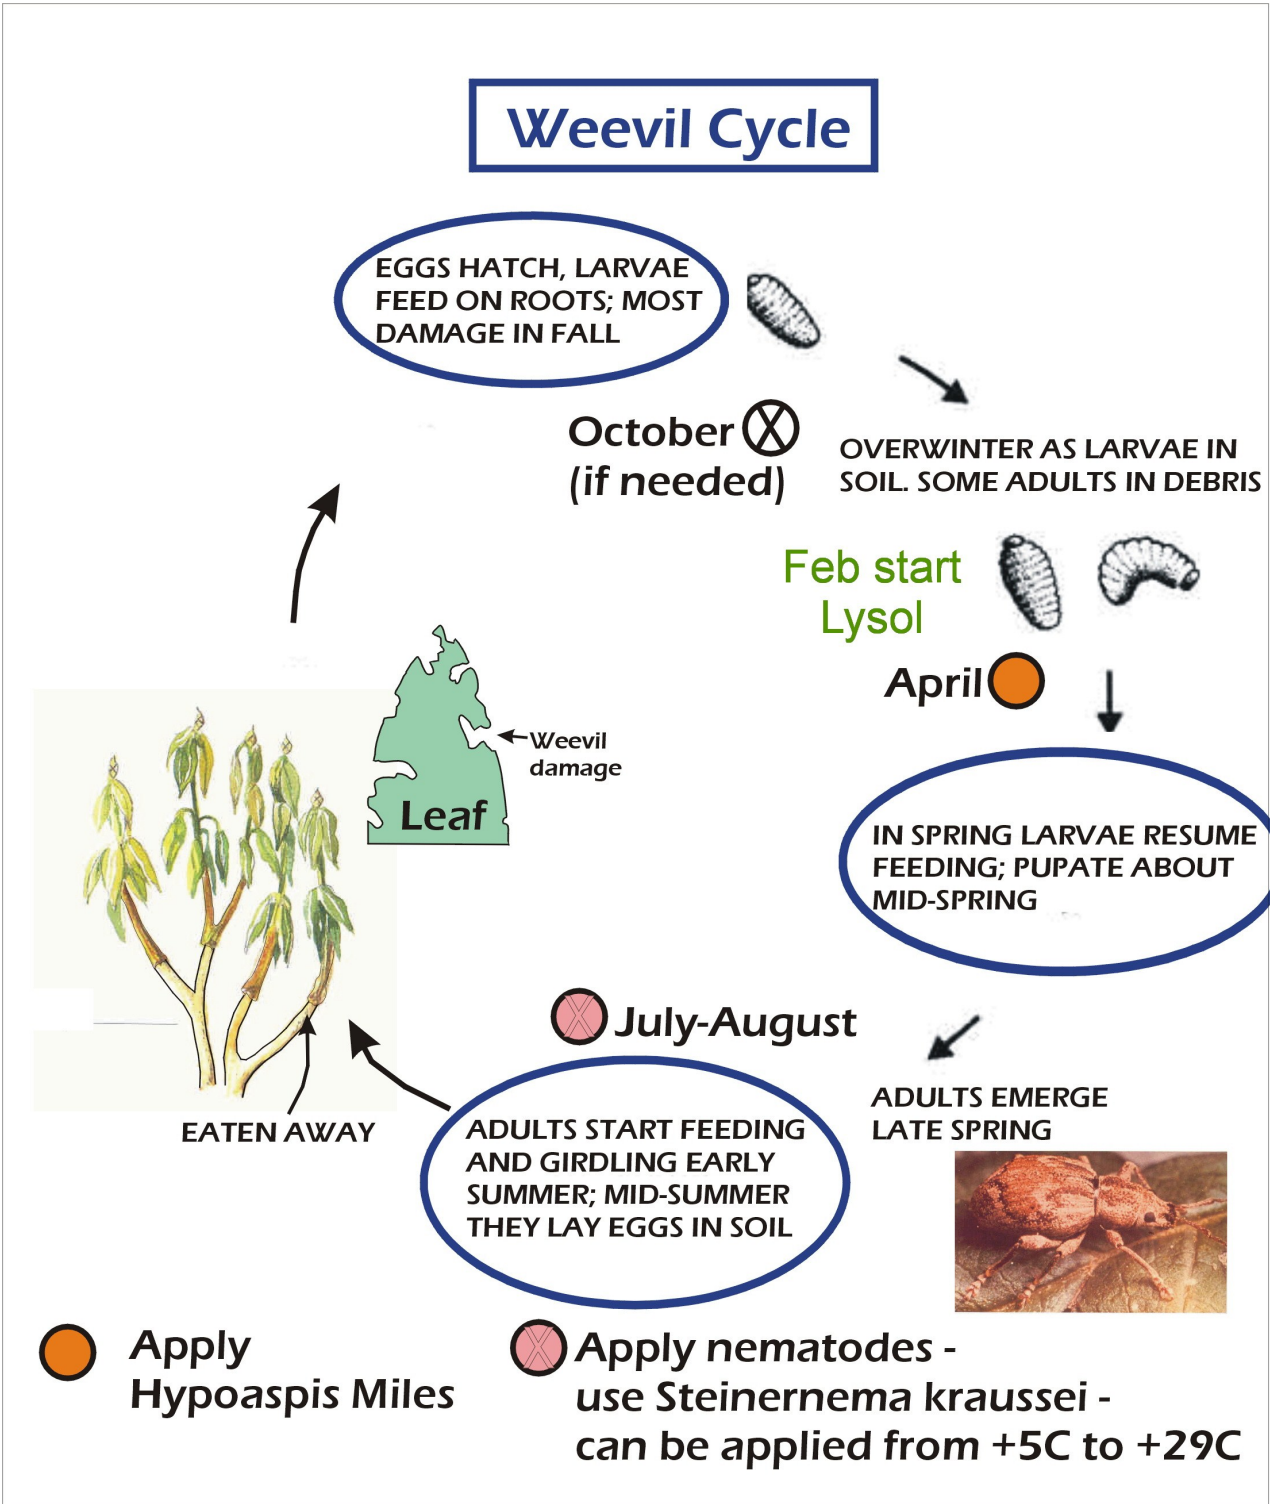 Weevil Cycle
EGGS HATCH, LARVAE
FEED ON ROOTS; MOST
DAMAGE IN FALL
October X
(if needed)
OVERWINTER AS LARVAE IN
SOIL. SOME ADULTS IN DEBRIS
Feb start
Lysol
April
Weevil
damage
Leaf
IN SPRING LARVAE RESUME
FEEDING; PUPATE ABOUT
MID-SPRING
X July-August
ADULTS EMERGE
LATE SPRING
EATEN AWAY
ADULTS START FEEDING
AND GIRDLING EARLY
SUMMER; MID-SUMMER
THEY LAY EGGS IN SOIL
Apply
Hypoaspis Miles
X Apply nematodes -
use Steinernema kraussei -
can be applied from +5C to +29C